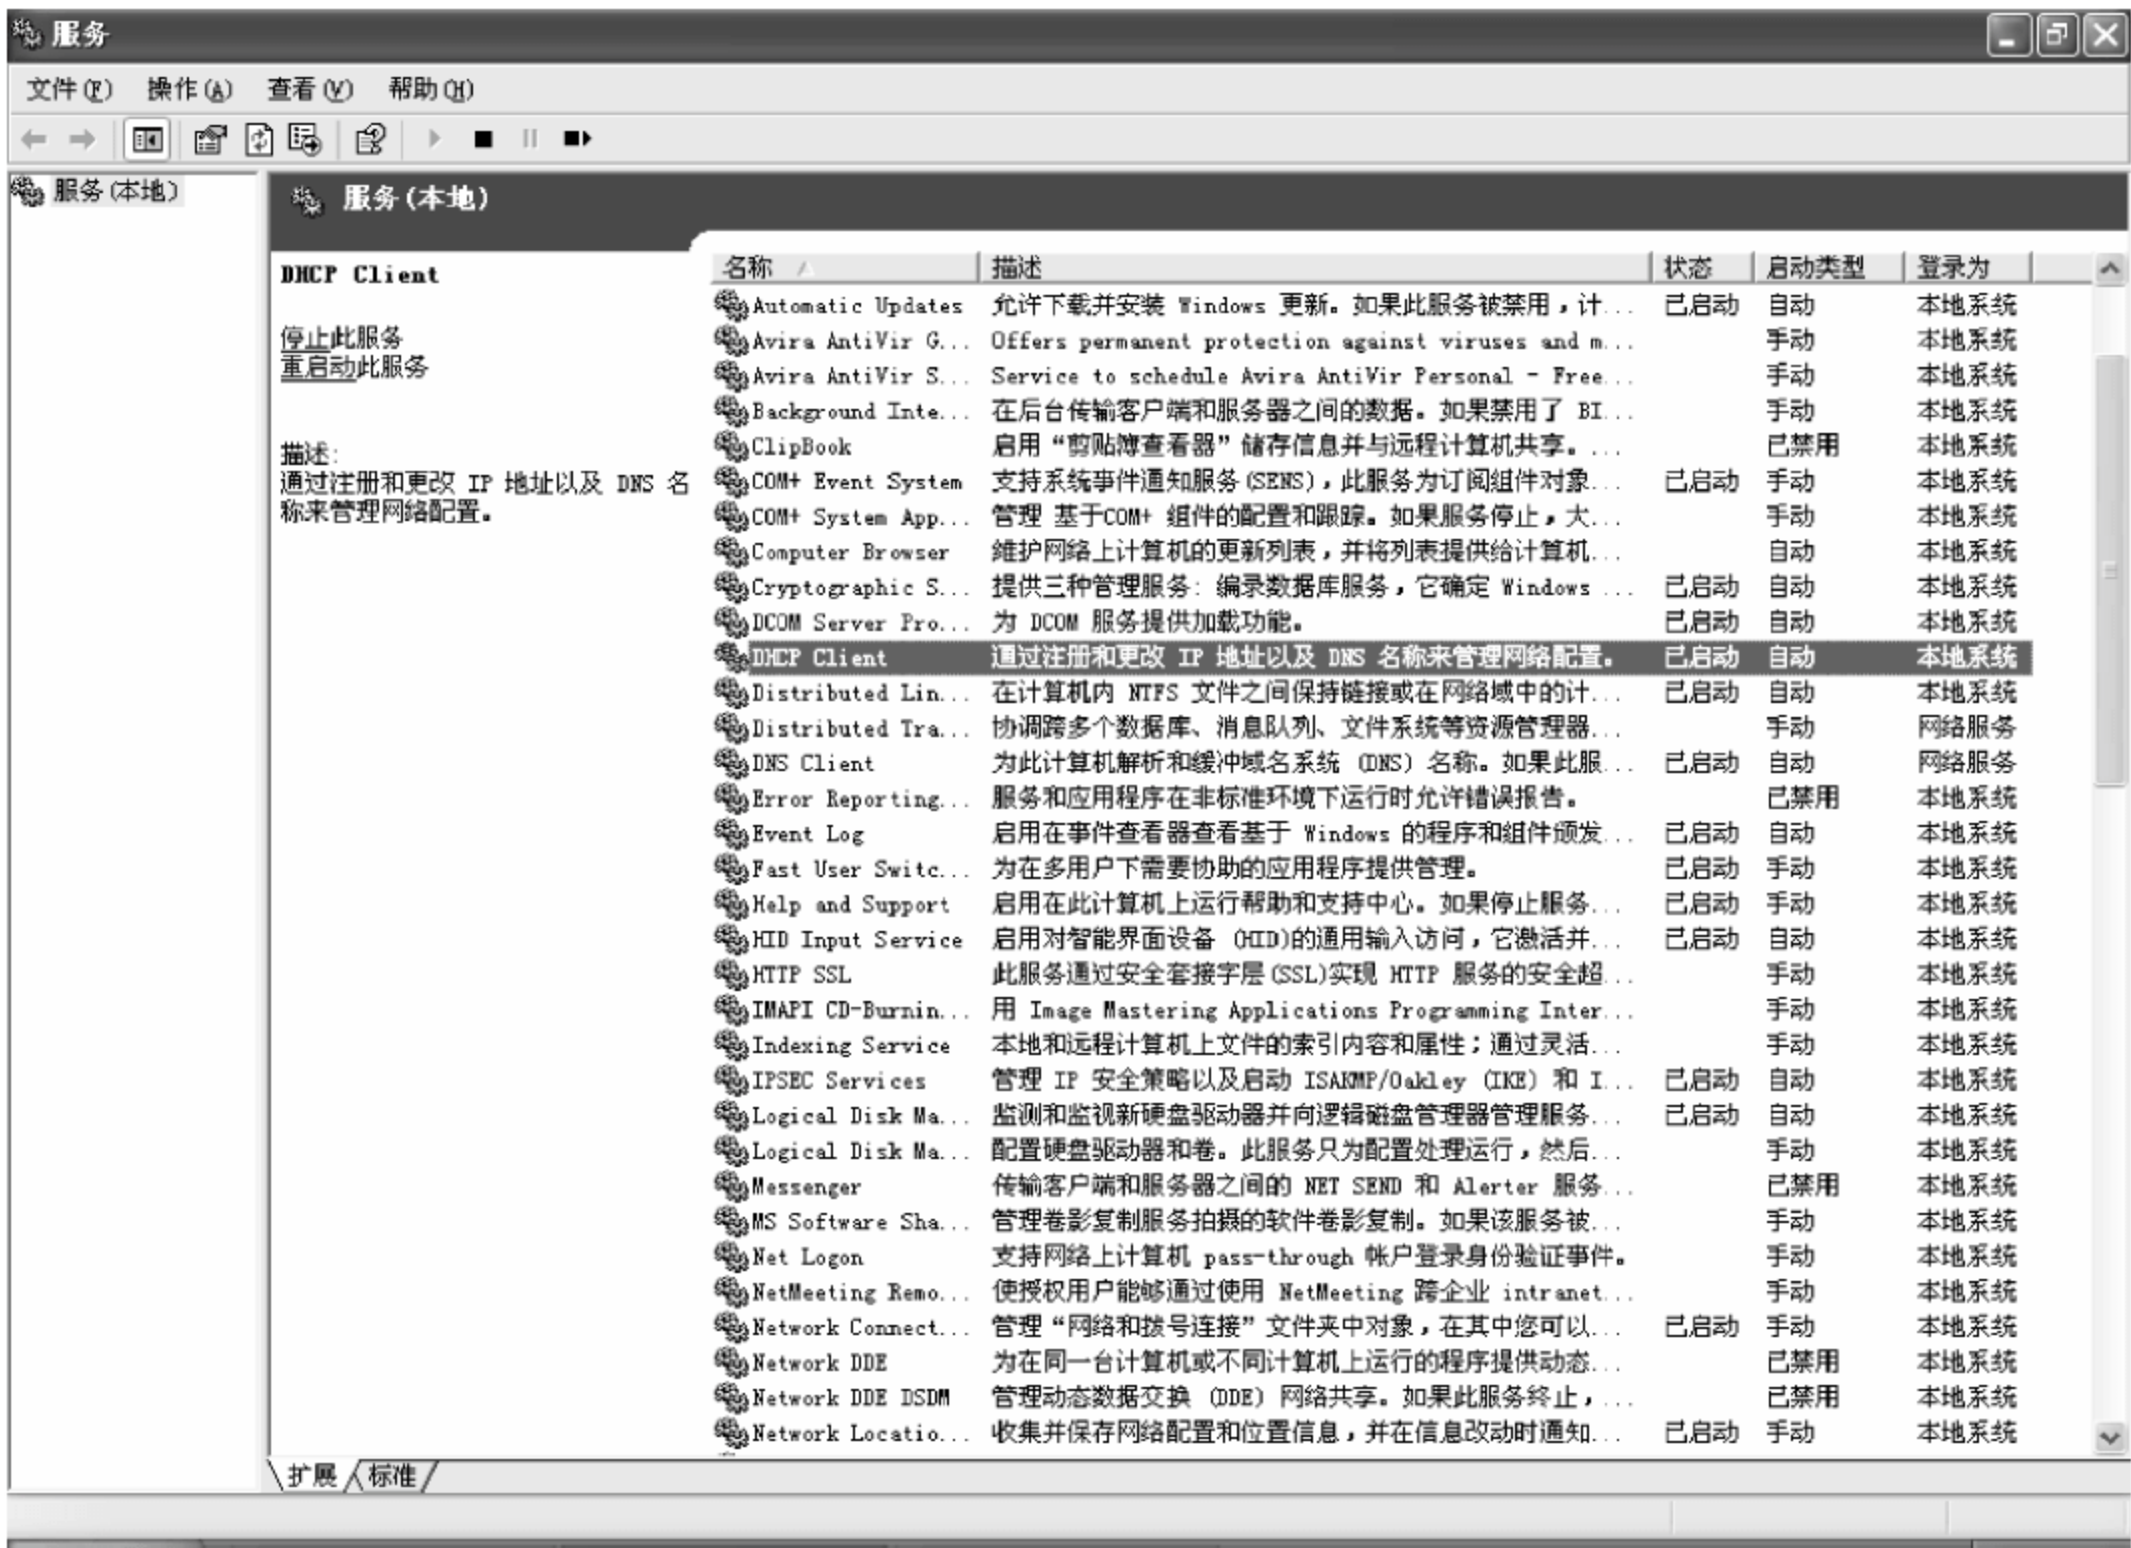 服务
文件(F) 操作(A) 查看(V) 帮助(H)
服务(本地)
服务(本地)
DHCP Client
停止此服务
重启动此服务
描述:
通过注册和更改 IP 地址以及 DNS 名
称来管理网络配置。
名称 描述 状态 启动类型 登录为
Automatic Updates 允许下载并安装 Windows 更新。如果此服务被禁用，计... 已启动 自动 本地系统
Avira AntiVir G... Offers permanent protection against viruses and m... 手动 本地系统
Avira AntiVir S... Service to schedule Avira AntiVir Personal - Free... 手动 本地系统
Background Inte... 在后台传输客户端和服务器之间的数据。如果禁用了 BI... 手动 本地系统
ClipBook 启用“剪贴簿查看器”储存信息并与远程计算机共享。... 已禁用 本地系统
COM+ Event System 支持系统事件通知服务(SENS)，此服务为订阅组件对象... 已启动 手动 本地系统
COM+ System App... 管理 基于COM+ 组件的配置和跟踪。如果服务停止，大... 手动 本地系统
Computer Browser 维护网络上计算机的更新列表，并将列表提供给计算机... 自动 本地系统
Cryptographic S... 提供三种管理服务: 编录数据库服务，它确定 Windows ... 已启动 自动 本地系统
DCOM Server Pro... 为 DCOM 服务提供加载功能。 已启动 自动 本地系统
DHCP Client 通过注册和更改 IP 地址以及 DNS 名称来管理网络配置。 已启动 自动 本地系统
Distributed Lin... 在计算机内 NTFS 文件之间保持链接或在网络域中的计... 已启动 自动 本地系统
Distributed Tra... 协调跨多个数据库、消息队列、文件系统等资源管理器... 手动 网络服务
DNS Client 为此计算机解析和缓冲域名系统 (DNS) 名称。如果此服... 已启动 自动 网络服务
Error Reporting... 服务和应用程序在非标准环境下运行时允许错误报告。 已禁用 本地系统
Event Log 启用在事件查看器查看基于 Windows 的程序和组件颁发... 已启动 自动 本地系统
Fast User Switc... 为在多用户下需要协助的应用程序提供管理。 已启动 手动 本地系统
Help and Support 启用在此计算机上运行帮助和支持中心。如果停止服务... 已启动 手动 本地系统
HID Input Service 启用对智能界面设备 (HID)的通用输入访问，它激活并... 已启动 自动 本地系统
HTTP SSL 此服务通过安全套接字层(SSL)实现 HTTP 服务的安全超... 手动 本地系统
IMAPI CD-Burnin... 用 Image Mastering Applications Programming Inter... 手动 本地系统
Indexing Service 本地和远程计算机上文件的索引内容和属性；通过灵活... 手动 本地系统
IPSEC Services 管理 IP 安全策略以及启动 ISAKMP/Oakley (IKE) 和 I... 已启动 自动 本地系统
Logical Disk Ma... 监测和监视新硬盘驱动器并向逻辑磁盘管理器管理服务... 已启动 自动 本地系统
Logical Disk Ma... 配置硬盘驱动器和卷。此服务只为配置处理运行，然后... 手动 本地系统
Messenger 传输客户端和服务器之间的 NET SEND 和 Alerter 服务... 已禁用 本地系统
MS Software Sha... 管理卷影复制服务拍摄的软件卷影复制。如果该服务被... 手动 本地系统
Net Logon 支持网络上计算机 pass-through 帐户登录身份验证事件。 手动 本地系统
NetMeeting Remo... 使授权用户能够通过使用 NetMeeting 跨企业 intranet... 手动 本地系统
Network Connect... 管理“网络和拨号连接”文件夹中对象，在其中您可以... 已启动 手动 本地系统
Network DDE 为在同一台计算机或不同计算机上运行的程序提供动态... 已禁用 本地系统
Network DDE DSDM 管理动态数据交换 (DDE) 网络共享。如果此服务终止，... 已禁用 本地系统
Network Locatio... 收集并保存网络配置和位置信息，并在信息改动时通知... 已启动 手动 本地系统
扩展 标准